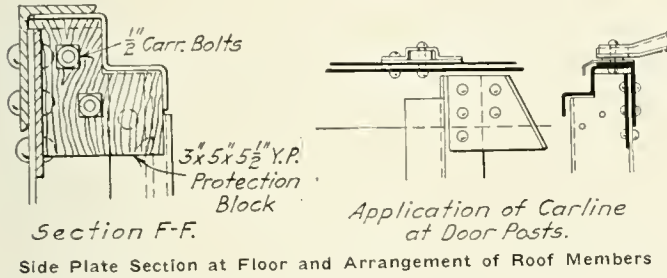 1/2" Carr. Bolts
3"x5"x5 1/2" Y.P.
Protection
Block
Section F-F.
Application of Carline
at Door Posts.
Side Plate Section at Floor and Arrangement of Roof Members